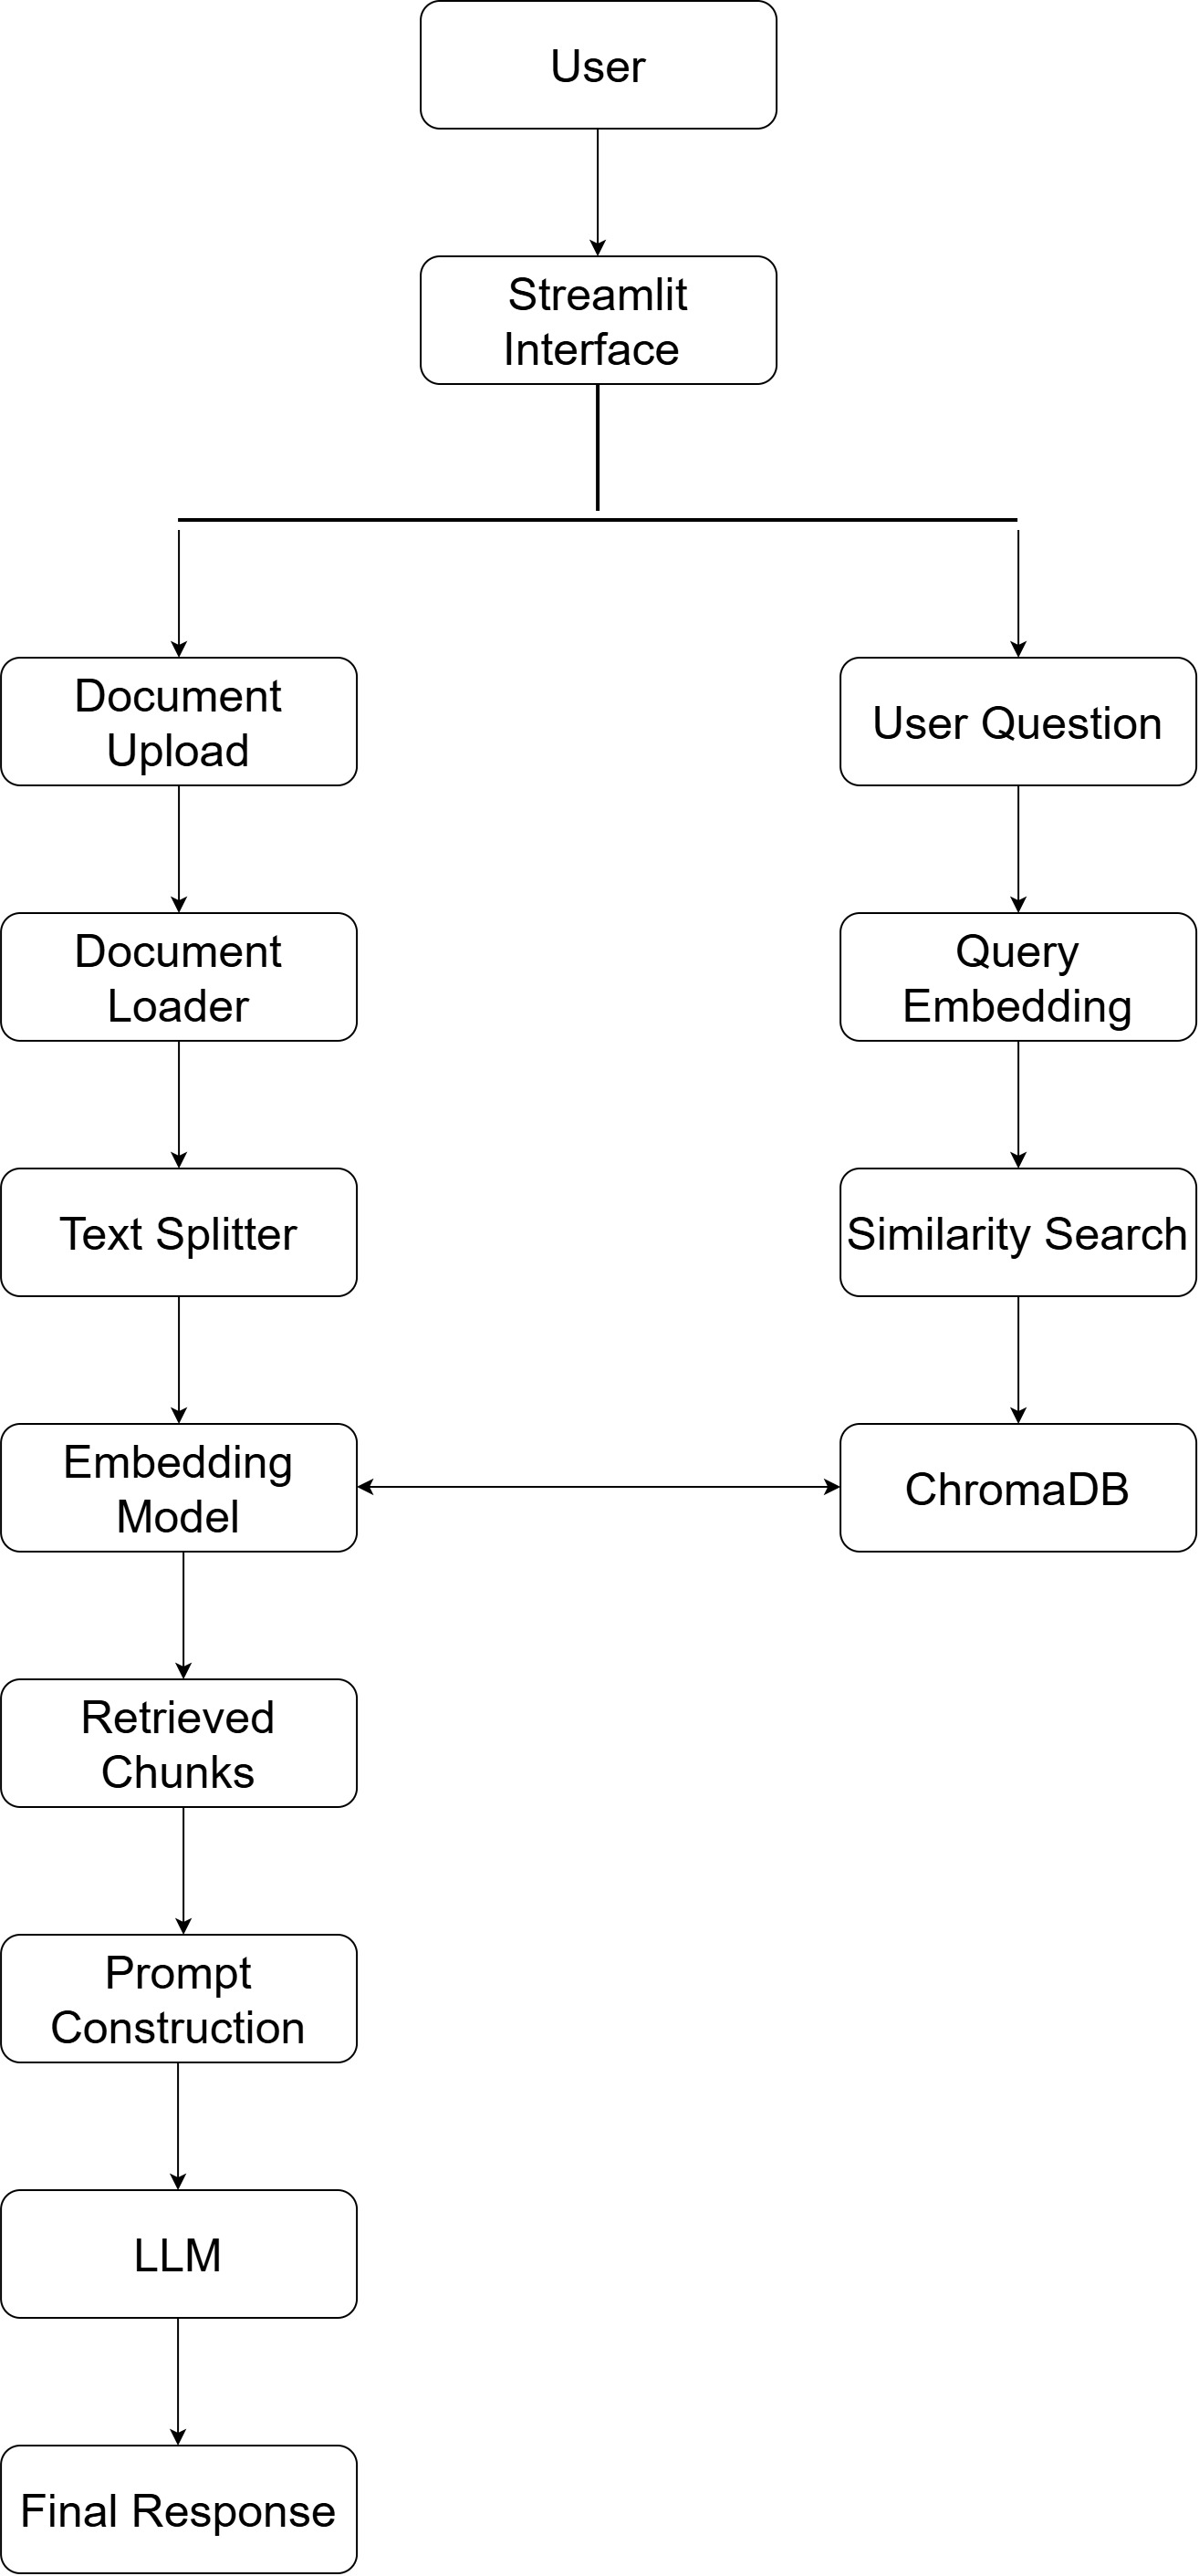 User
Streamlit
Interface
Document
Upload
User Question
Document
Loader
Query
Embedding
Text Splitter
Similarity Search
Embedding
Model
ChromaDB
Retrieved
Chunks
Prompt
Construction
LLM
Final Response